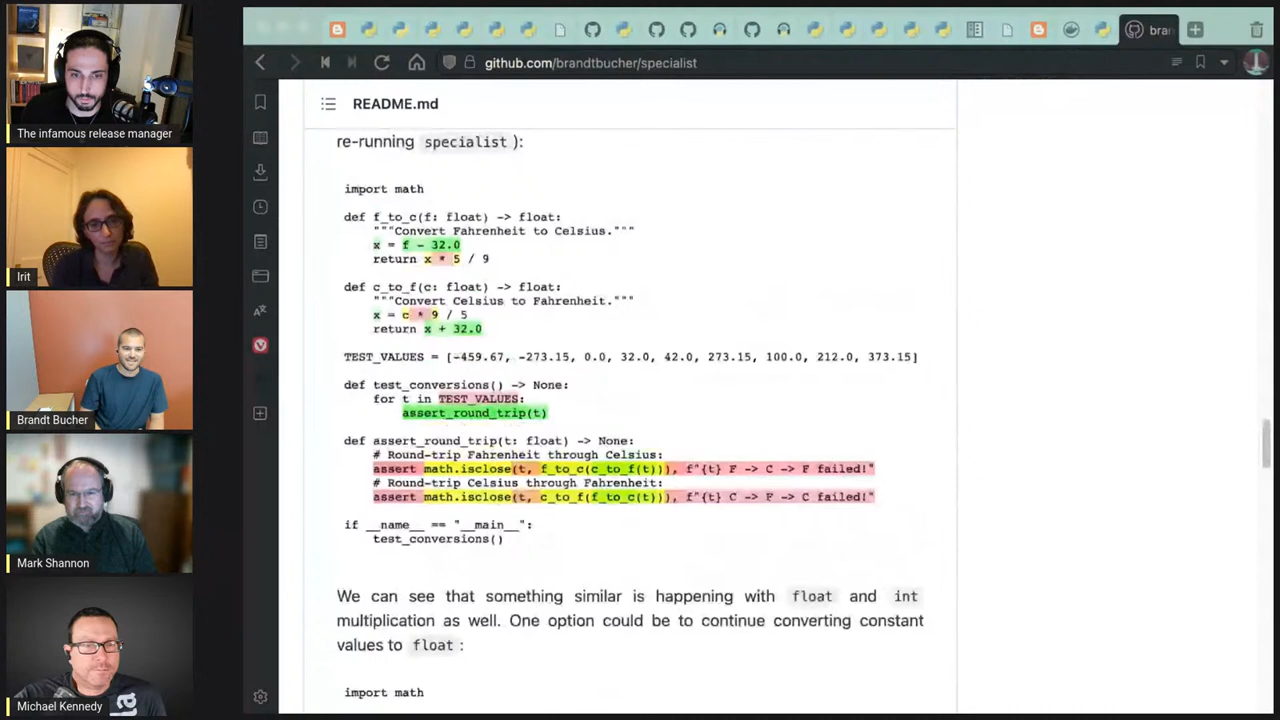 The infamous release manager
Irit
Brandt Bucher
Mark Shannon
Michael Kennedy
bran
github.com/brandtbucher/specialist
README.md
re-running specialist ):
import math
def f_to_c(f: float) -> float:
"""Convert Fahrenheit to Celsius."""
x = f - 32.0
return x * 5 / 9
def c_to_f(c: float) -> float:
"""Convert Celsius to Fahrenheit."""
x = c * 9 / 5
return x + 32.0
TEST_VALUES = [-459.67, -273.15, 0.0, 32.0, 42.0, 273.15, 100.0, 212.0, 373.15]
def test_conversions() -> None:
for t in TEST_VALUES:
assert_round_trip(t)
def assert_round_trip(t: float) -> None:
# Round-trip Fahrenheit through Celsius:
assert math.isclose(t, f_to_c(c_to_f(t))), f"{t} F -> C -> F failed!"
# Round-trip Celsius through Fahrenheit:
assert math.isclose(t, c_to_f(f_to_c(t))), f"{t} C -> F -> C failed!"
if __name__ == "__main__":
test_conversions()
We can see that something similar is happening with float and int
multiplication as well. One option could be to continue converting constant
values to float :
import math